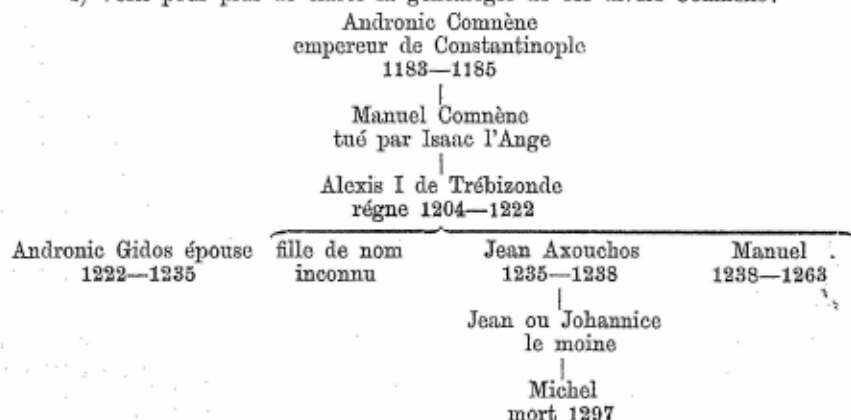 Andronic Comnène
empereur de Constantinople
1183—1185
Manuel Comnène
tué par Isaac l'Ange
Alexis I de Trébizonde
régne 1204—1222
Andronic Gidos épouse fille de nom Jean Axouchos Manuel
1222—1235 inconnu 1235—1238 1238—1263
Jean ou Johannice
le moine
Michel
mort 1297